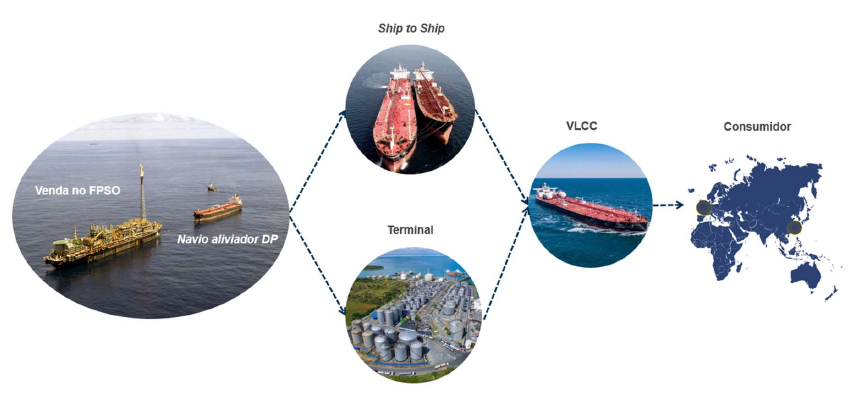 Ship to Ship
Venda no FPSO
Navio aliviador DP
Terminal
VLCC
Consumidor